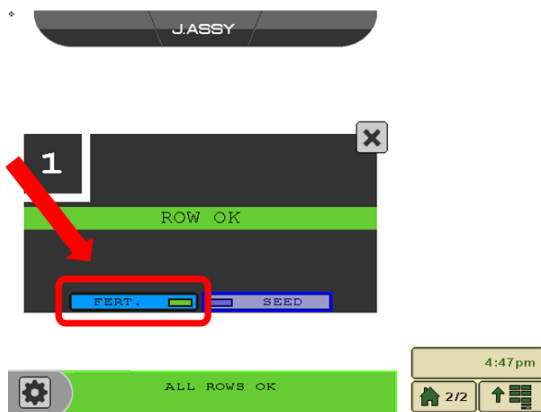 J.ASSY
1
ROW OK
FERT.
SEED
4:47pm
ALL ROWS OK
2/2